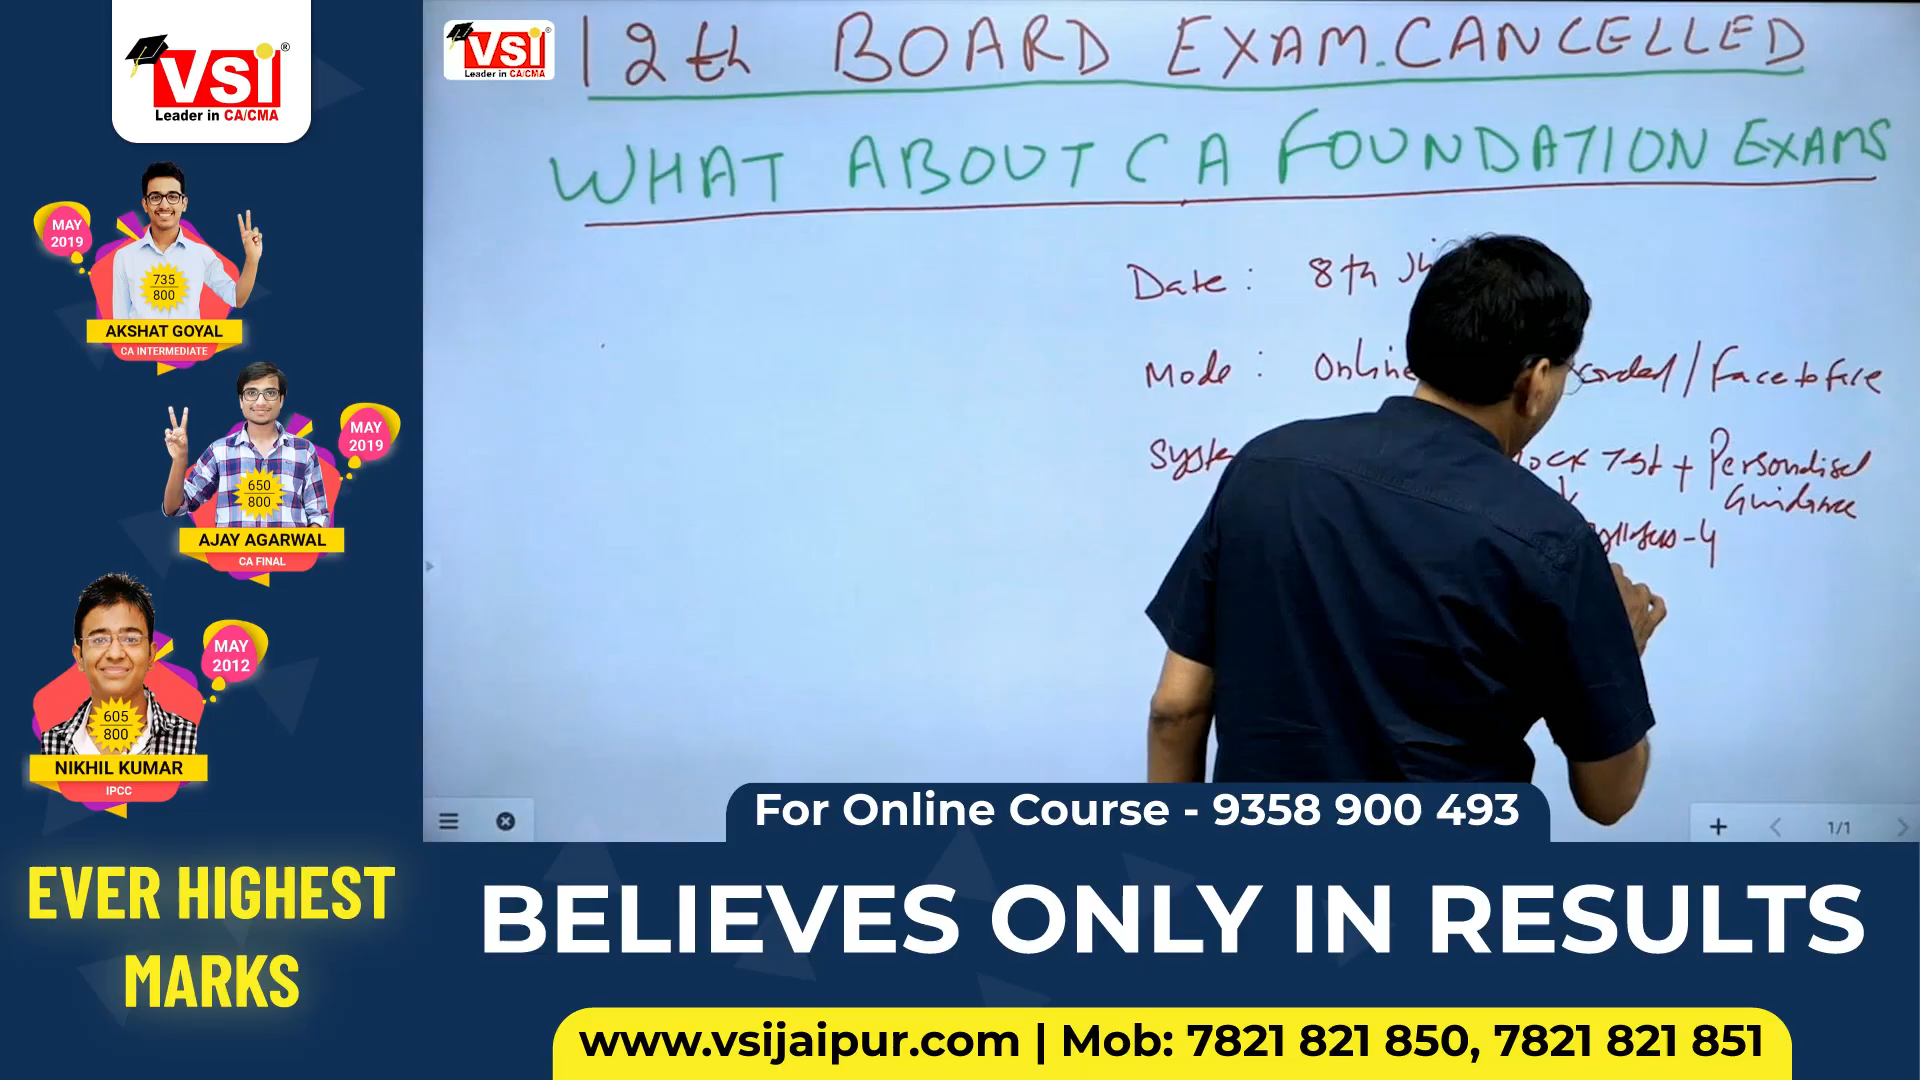 VSI®
Leader in CA/CMA
MAY
2019
735
800
AKSHAT GOYAL
CA INTERMEDIATE
MAY
2019
650
800
AJAY AGARWAL
CA FINAL
MAY
2012
605
800
NIKHIL KUMAR
IPCC
EVER HIGHEST
MARKS
VSI®
Leader in CA/CMA
12th BOARD EXAM. CANCELLED
WHAT ABOUT CA FOUNDATION EXAMS
Date : 8th
Mode : Online / Face to face
Test + Personalised
Guidance
- 4
1/1
For Online Course - 9358 900 493
BELIEVES ONLY IN RESULTS
www.vsijaipur.com | Mob: 7821 821 850, 7821 821 851